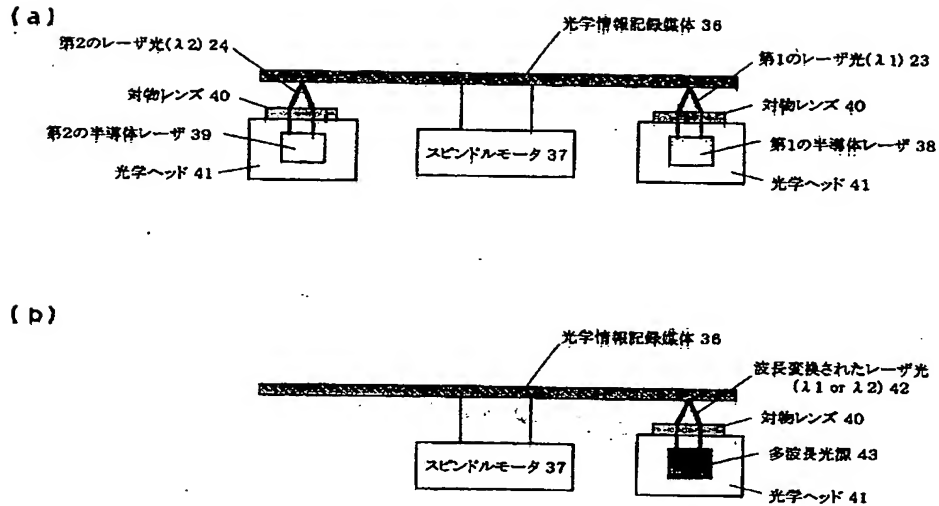 (a)
光学情報記録媒体 36
第2のレーザ光(λ2) 24
第1のレーザ光(λ1) 23
対物レンズ 40
対物レンズ 40
第2の半導体レーザ 39
第1の半導体レーザ 38
スピンドルモータ 37
光学ヘッド 41
光学ヘッド 41
(b)
光学情報記録媒体 36
波長変換されたレーザ光
(λ1 or λ2) 42
対物レンズ 40
スピンドルモータ 37
多波長光源 43
光学ヘッド 41